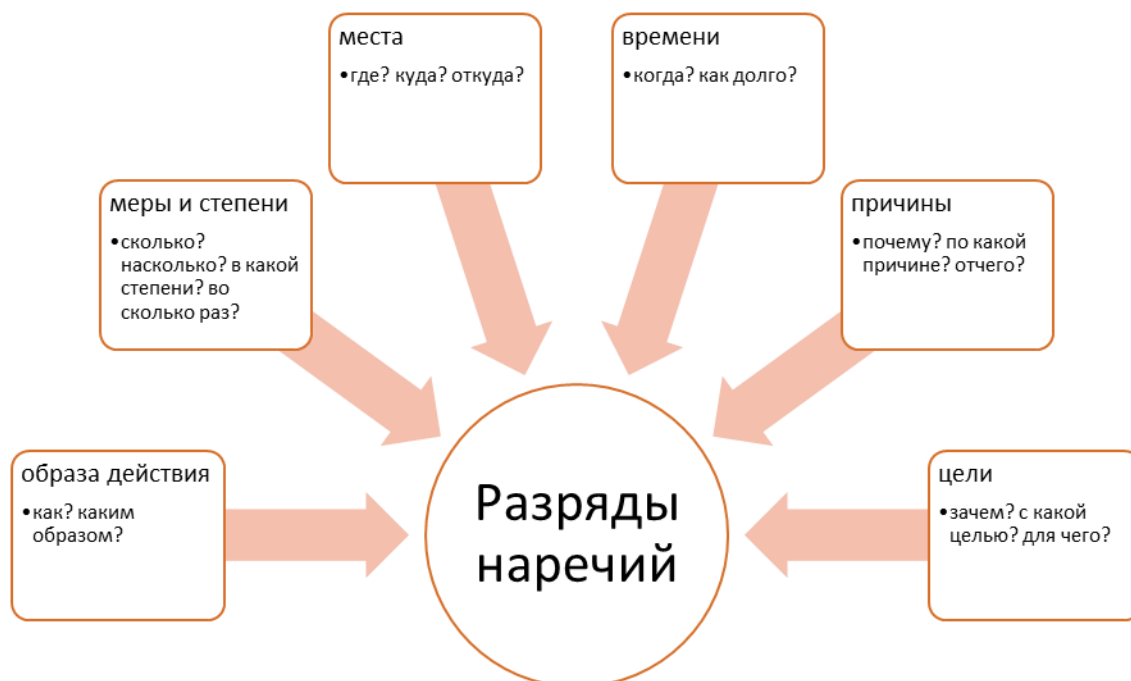 образа действия
•как? каким
образом?
меры и степени
•сколько?
насколько? в какой
степени? во
сколько раз?
места
•где? куда? откуда?
времени
•когда? как долго?
причины
•почему? по какой
причине? отчего?
цели
•зачем? с какой
целью? для чего?
Разряды
наречий